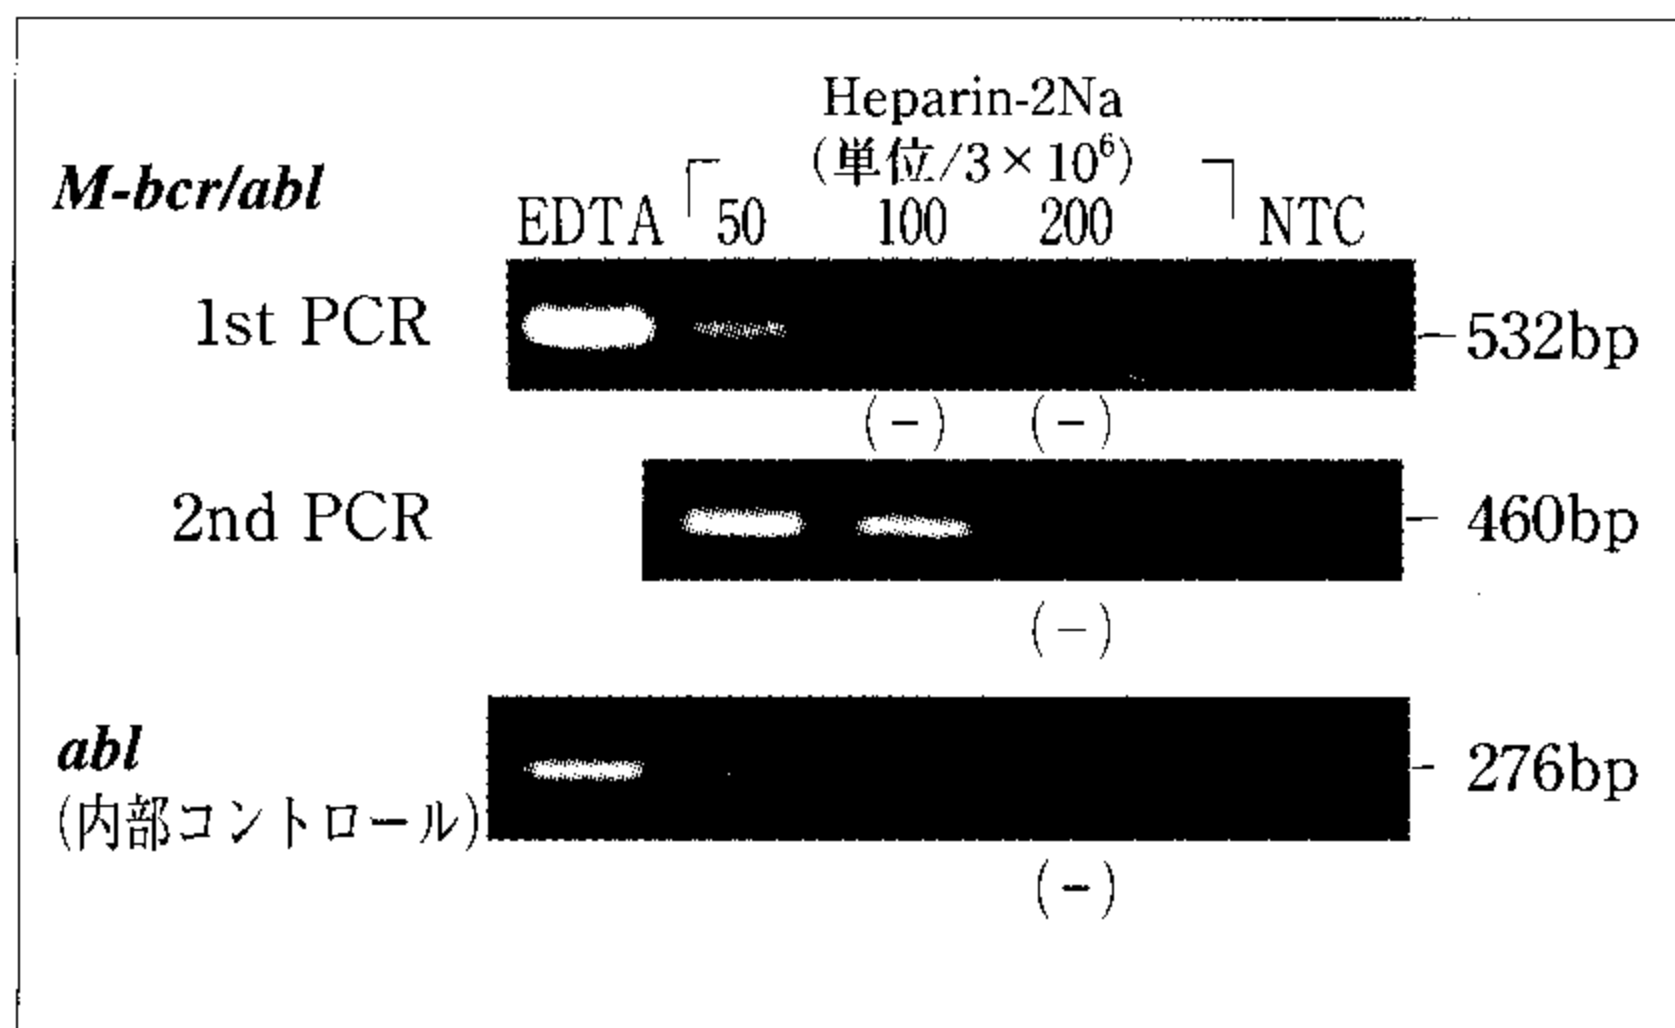 Heparin-2Na
(単位/3×10⁶)
M-bcr/abl
EDTA 50 100 200 NTC
1st PCR 532bp
(-) (-)
2nd PCR 460bp
(-)
abl 276bp
(内部コントロール)
(-)